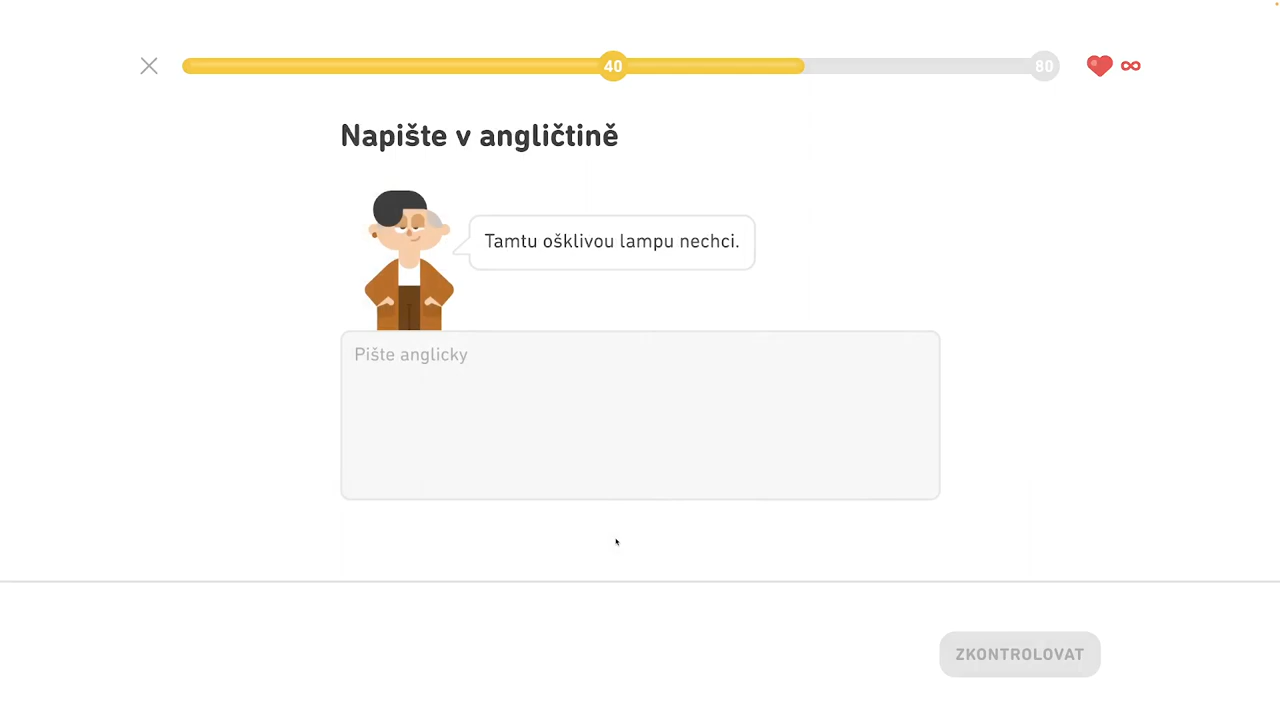 40
80
∞
Napište v angličtině
Tamtu ošklivou lampu nechci.
Pište anglicky
ZKONTROLOVAT